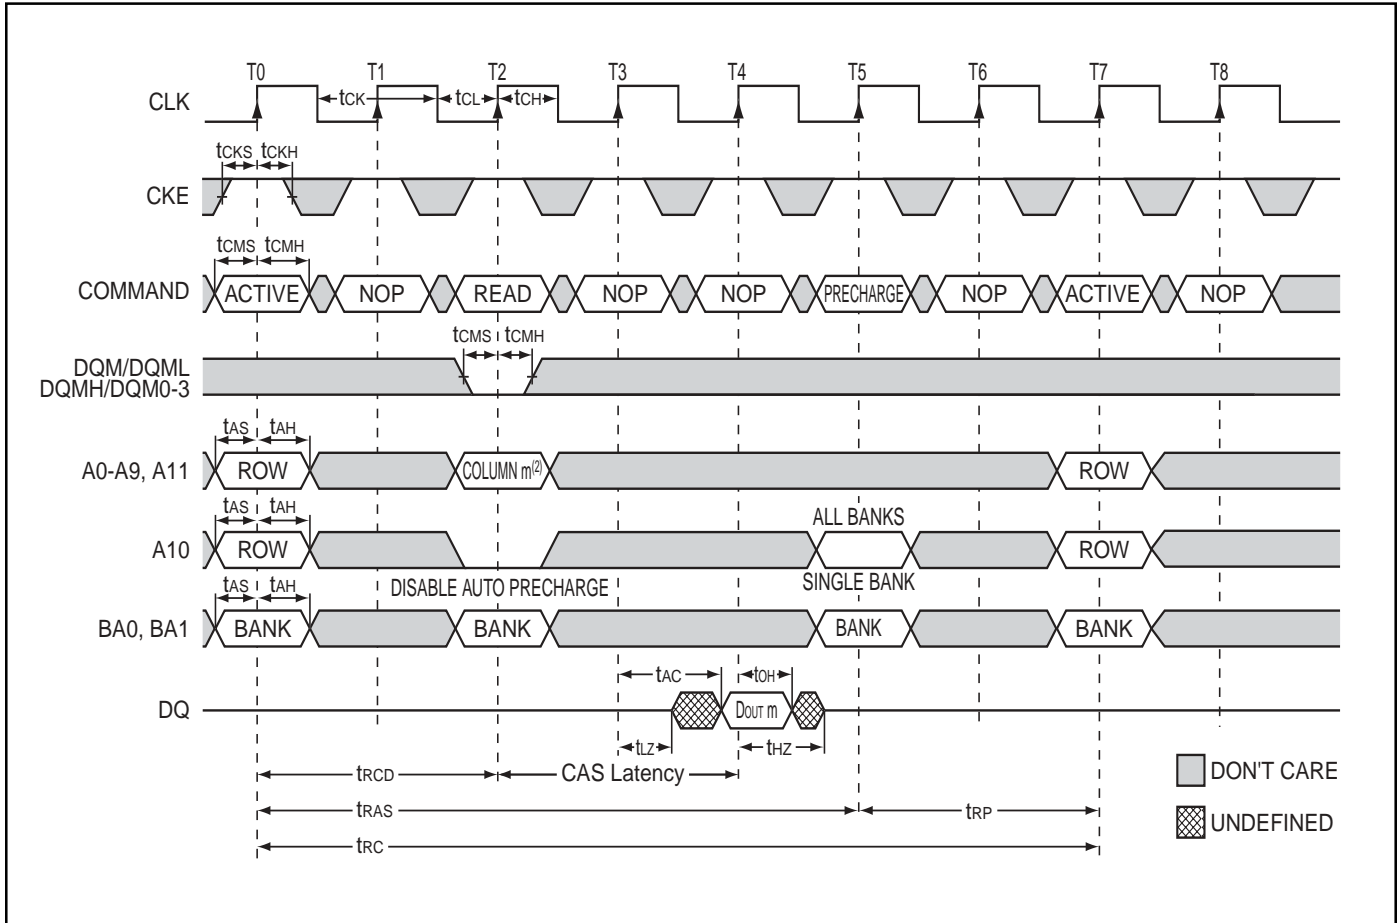 T0 T1 T2 T3 T4 T5 T6 T7 T8
CLK tCK tCL tCH
tCKS tCKH
CKE
tCMS tCMH
COMMAND ACTIVE NOP READ NOP NOP PRECHARGE NOP ACTIVE NOP
tCMS tCMH
DQM/DQML
DQMH/DQM0-3
tAS tAH
A0-A9, A11 ROW COLUMN m(2) ROW
tAS tAH ALL BANKS
A10 ROW ROW
DISABLE AUTO PRECHARGE SINGLE BANK
tAS tAH
BA0, BA1 BANK BANK BANK BANK
tAC tOH
DQ DOUT m
tLZ tHZ
tRCD CAS Latency
DON'T CARE
tRAS tRP
UNDEFINED
tRC